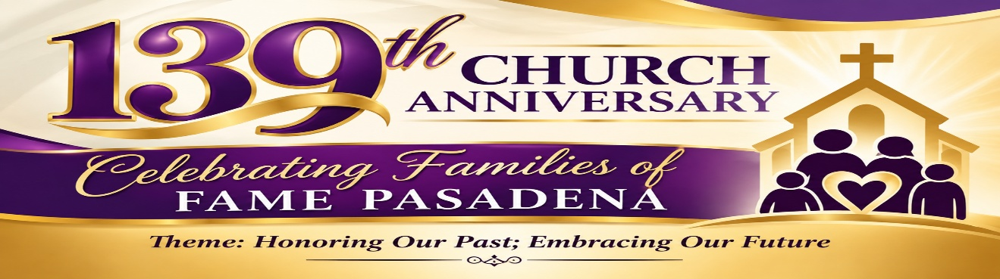 139th
CHURCH
ANNIVERSARY
Celebrating Families of
FAME PASADENA
Theme: Honoring Our Past; Embracing Our Future